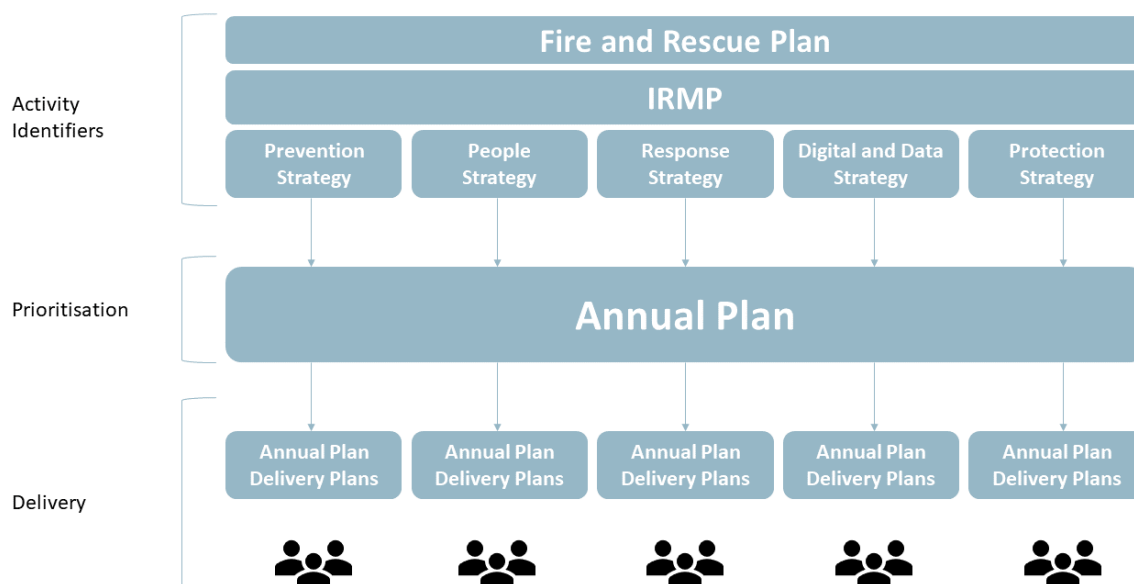 Fire and Rescue Plan
Activity
Identifiers
IRMP
Prevention
Strategy
People
Strategy
Response
Strategy
Digital and Data
Strategy
Protection
Strategy
Prioritisation
Annual Plan
Delivery
Annual Plan
Delivery Plans
Annual Plan
Delivery Plans
Annual Plan
Delivery Plans
Annual Plan
Delivery Plans
Annual Plan
Delivery Plans